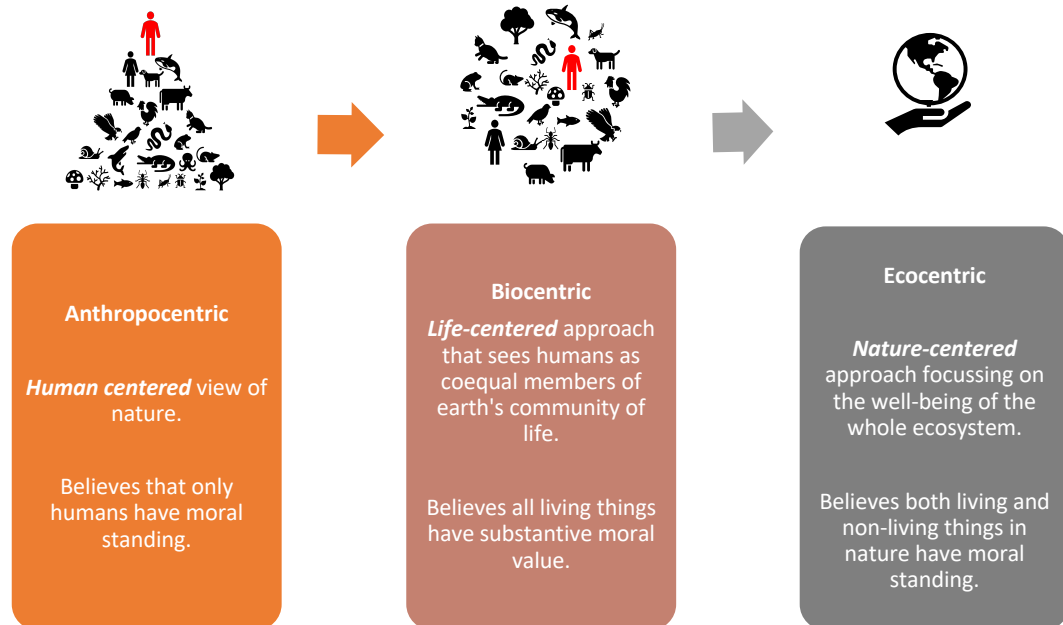 Anthropocentric
Human centered view of
nature.
Believes that only
humans have moral
standing.
Biocentric
Life-centered approach
that sees humans as
coequal members of
earth's community of
life.
Believes all living things
have substantive moral
value.
Ecocentric
Nature-centered
approach focussing on
the well-being of the
whole ecosystem.
Believes both living and
non-living things in
nature have moral
standing.